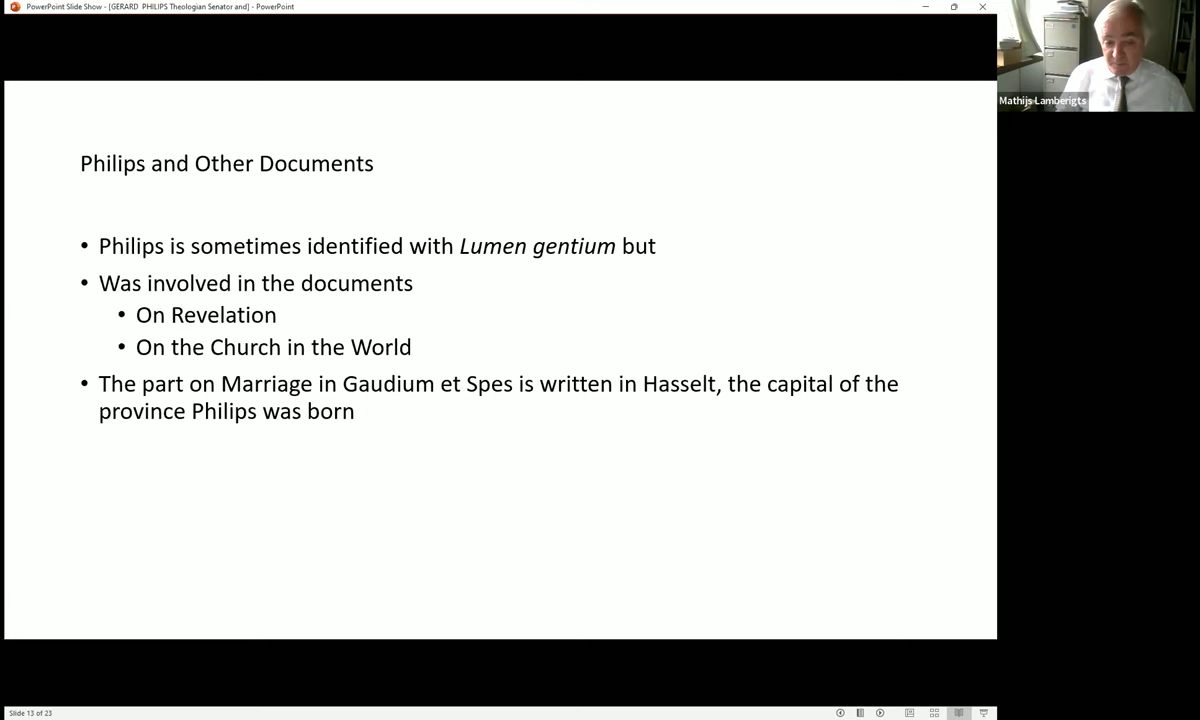 PowerPoint Slide Show - [GERARD PHILIPS Theologian Senator and] - PowerPoint
Mathijs Lamberigts
Philips and Other Documents
• Philips is sometimes identified with Lumen gentium but
• Was involved in the documents
• On Revelation
• On the Church in the World
• The part on Marriage in Gaudium et Spes is written in Hasselt, the capital of the
province Philips was born
Slide 13 of 23